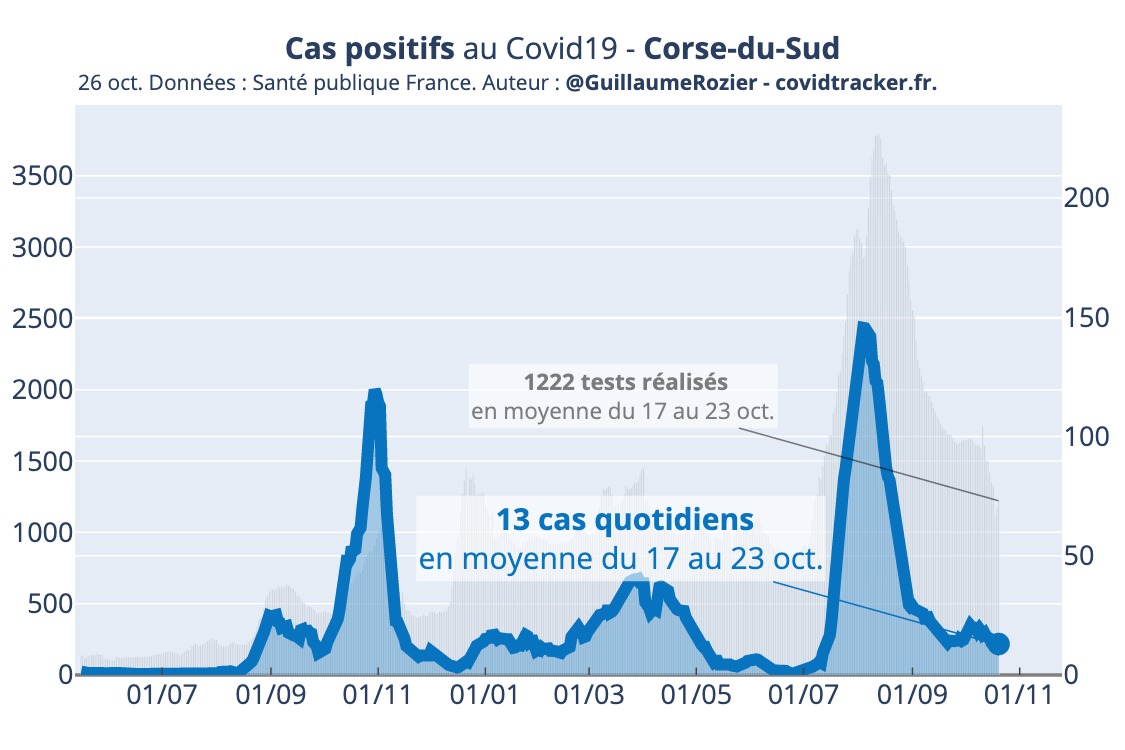 Cas positifs au Covid19 - Corse-du-Sud
26 oct. Données : Santé publique France. Auteur : @GuillaumeRozier - covidtracker.fr.
3500
3000
2500
2000
1500
1000
500
0
200
150
100
50
0
1222 tests réalisés
en moyenne du 17 au 23 oct.
13 cas quotidiens
en moyenne du 17 au 23 oct.
01/07 01/09 01/11 01/01 01/03 01/05 01/07 01/09 01/11